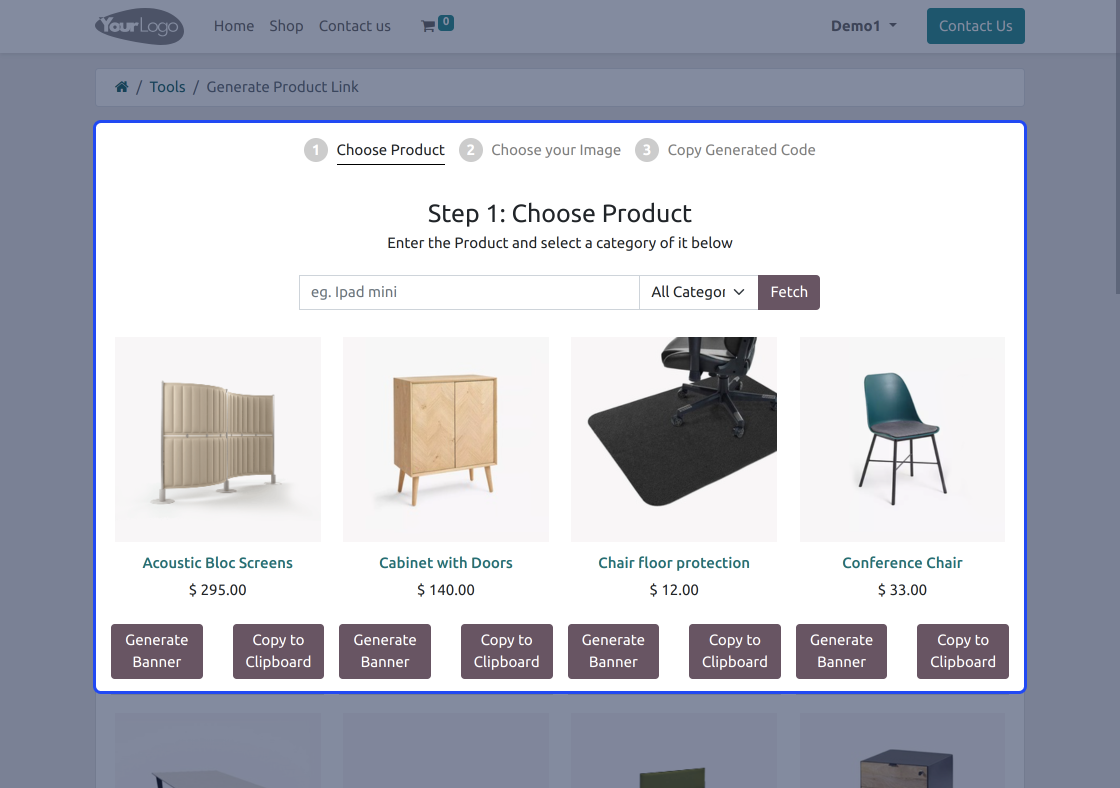 YourLogo
Home Shop Contact us 0 Demo1 Contact Us
/ Tools / Generate Product Link
1 Choose Product 2 Choose your Image 3 Copy Generated Code
Step 1: Choose Product
Enter the Product and select a category of it below
eg. Ipad mini All Categor Fetch
Acoustic Bloc Screens Cabinet with Doors Chair floor protection Conference Chair
$ 295.00 $ 140.00 $ 12.00 $ 33.00
Generate Copy to Generate Copy to Generate Copy to Generate Copy to
Banner Clipboard Banner Clipboard Banner Clipboard Banner Clipboard